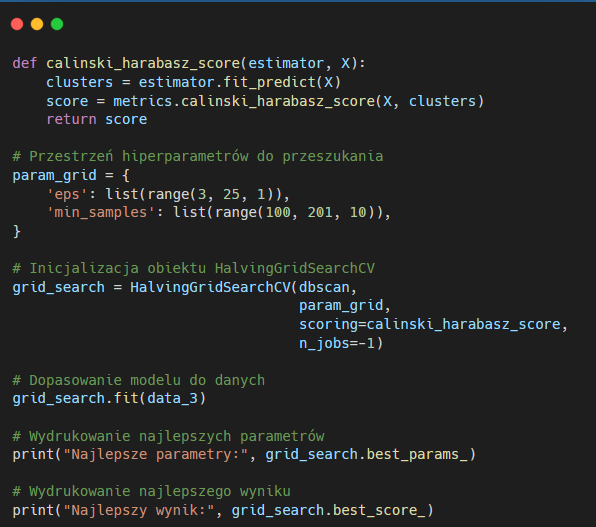 def calinski_harabasz_score(estimator, X):
    clusters = estimator.fit_predict(X)
    score = metrics.calinski_harabasz_score(X, clusters)
    return score

# Przestrzeń hiperparametrów do przeszukania
param_grid = {
    'eps': list(range(3, 25, 1)),
    'min_samples': list(range(100, 201, 10)),
}

# Inicjalizacja obiektu HalvingGridSearchCV
grid_search = HalvingGridSearchCV(dbscan,
                                  param_grid,
                                  scoring=calinski_harabasz_score,
                                  n_jobs=-1)

# Dopasowanie modelu do danych
grid_search.fit(data_3)

# Wydrukowanie najlepszych parametrów
print("Najlepsze parametry:", grid_search.best_params_)

# Wydrukowanie najlepszego wyniku
print("Najlepszy wynik:", grid_search.best_score_)